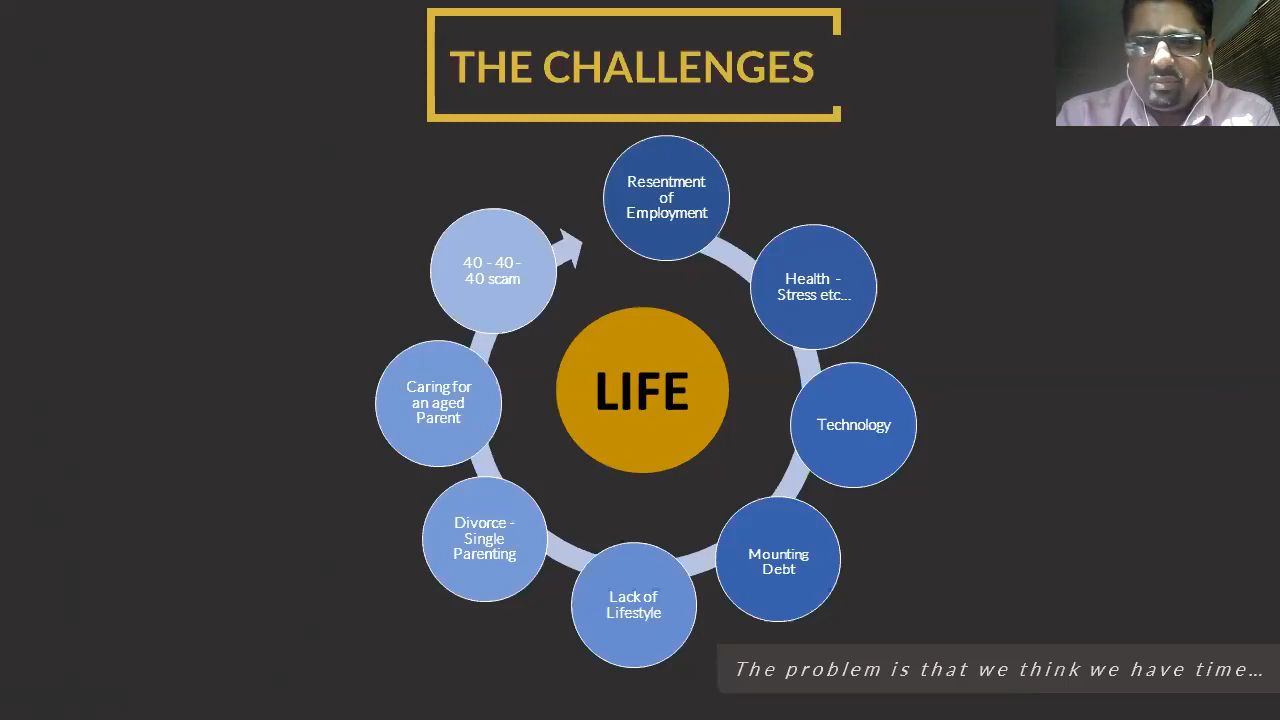 THE CHALLENGES
Resentment
of
Employment
Health -
Stress etc...
Technology
Mounting
Debt
Lack of
Lifestyle
Divorce -
Single
Parenting
Caring for
an aged
Parent
40 - 40 -
40 scam
LIFE
The problem is that we think we have time...